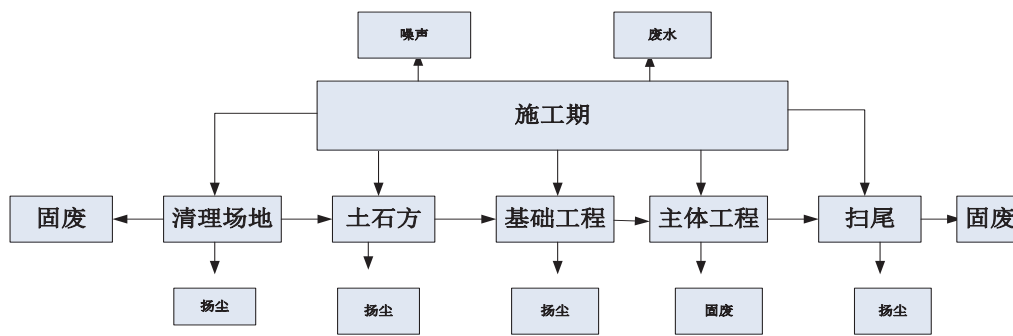 噪声
废水
施工期
固废
清理场地
土石方
基础工程
主体工程
扫尾
固废
扬尘
扬尘
扬尘
固废
扬尘